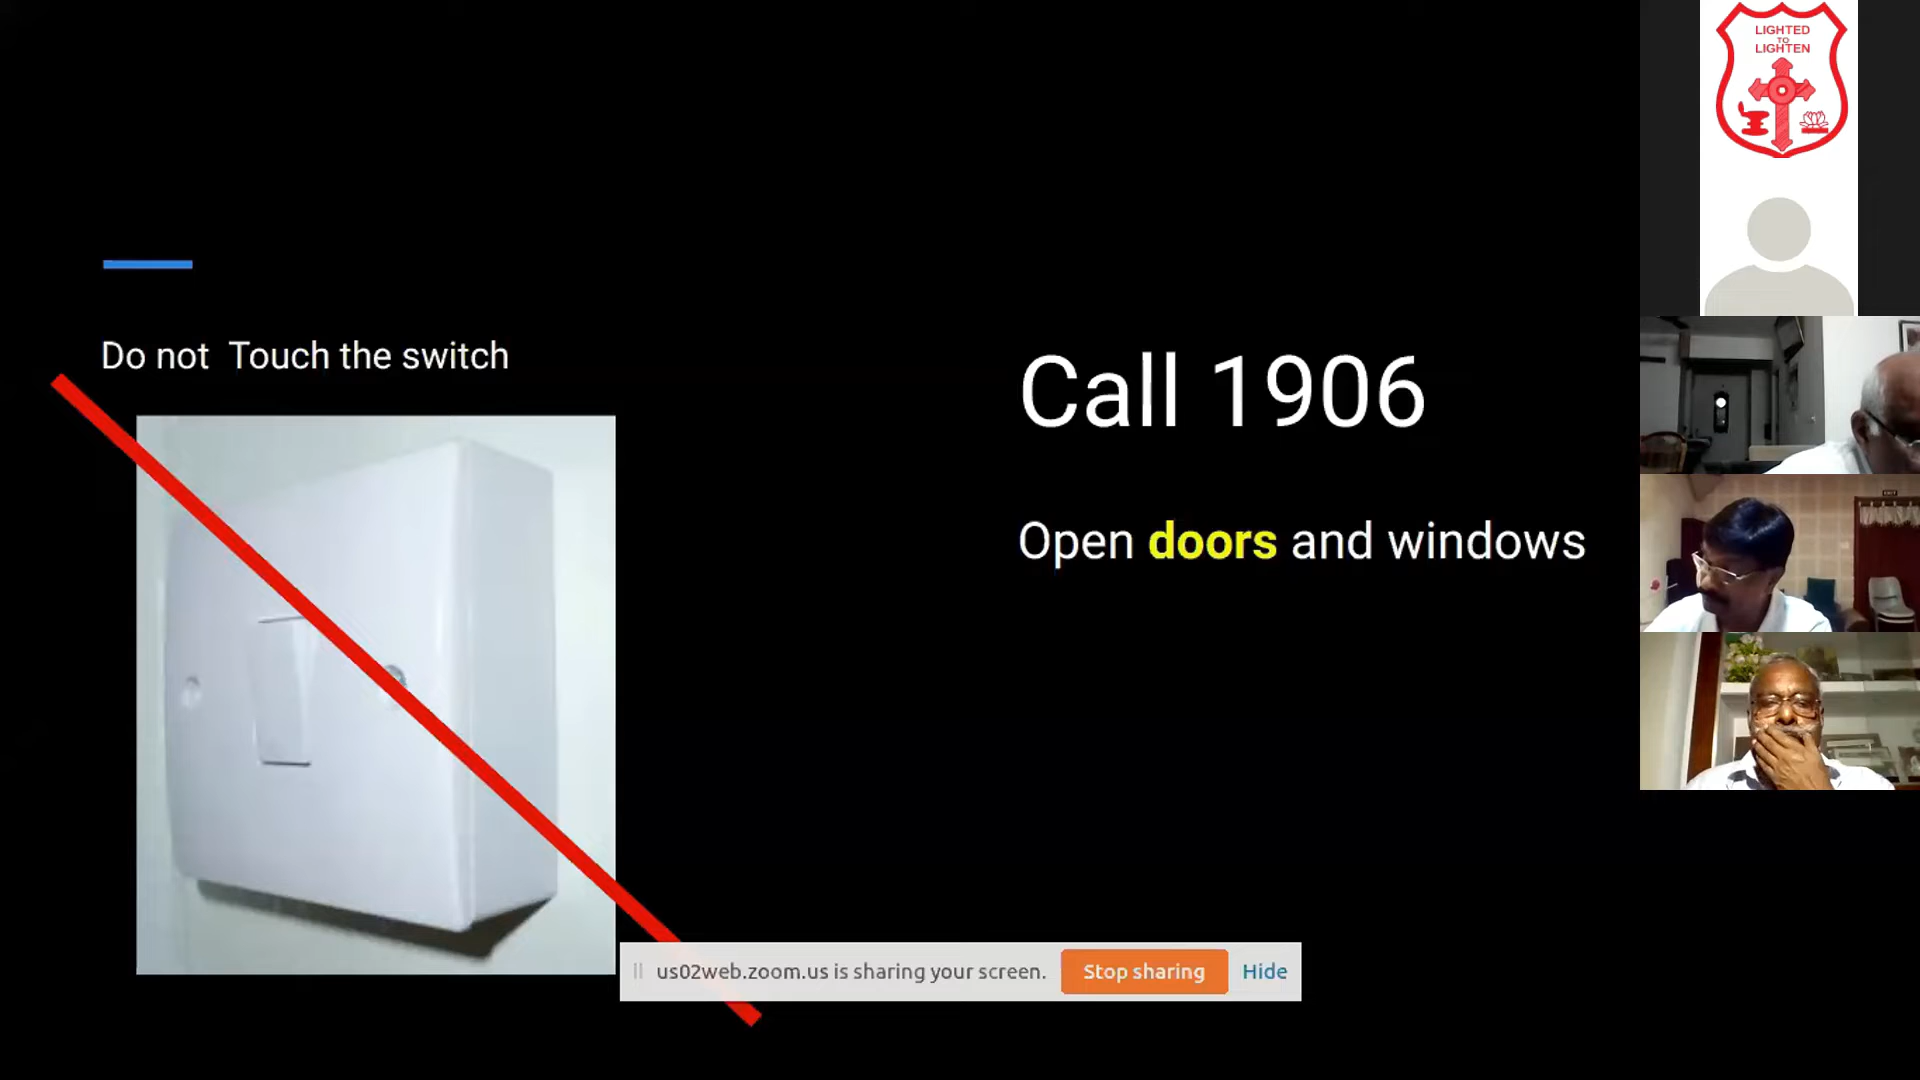 Do not  Touch the switch
Call 1906
Open doors and windows
us02web.zoom.us is sharing your screen.
Stop sharing
Hide
LIGHTED
TO
LIGHTEN